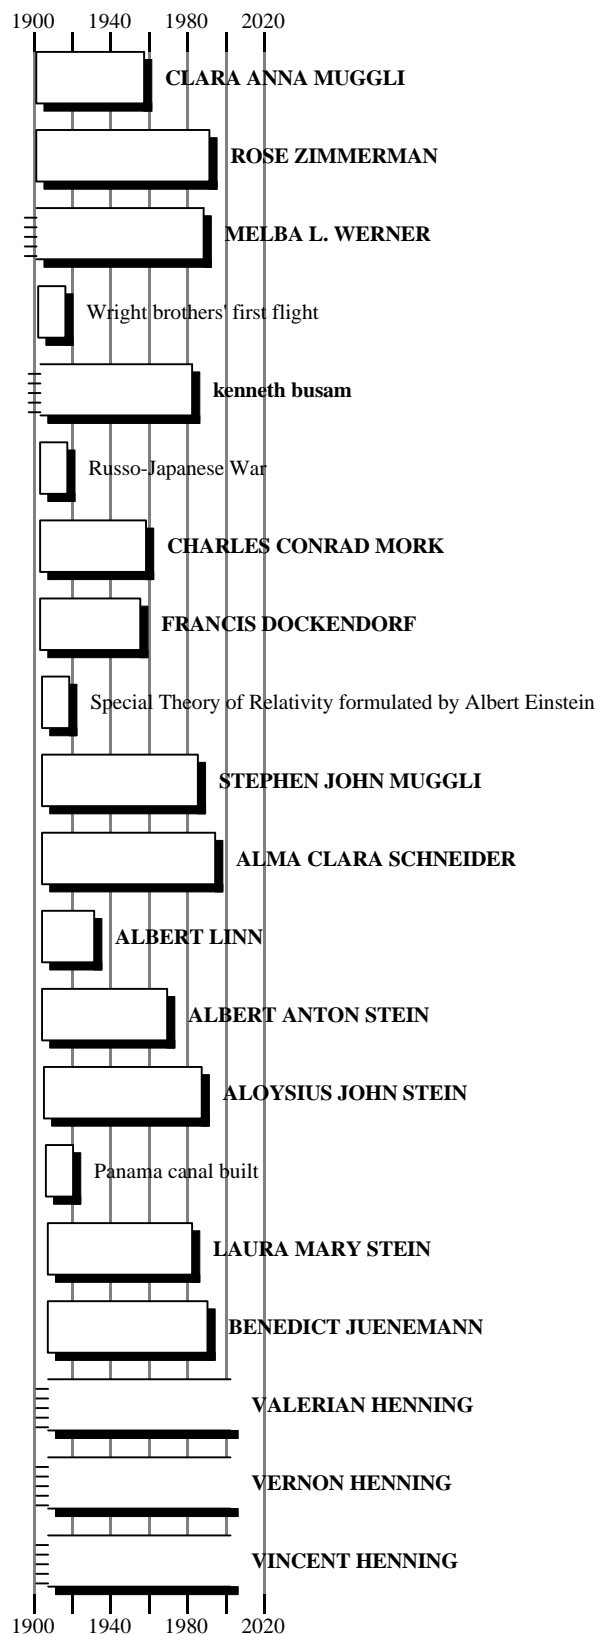 1900 1940 1980 2020
CLARA ANNA MUGGLI
ROSE ZIMMERMAN
MELBA L. WERNER
Wright brothers' first flight
kenneth busam
Russo-Japanese War
CHARLES CONRAD MORK
FRANCIS DOCKENDORF
Special Theory of Relativity formulated by Albert Einstein
STEPHEN JOHN MUGGLI
ALMA CLARA SCHNEIDER
ALBERT LINN
ALBERT ANTON STEIN
ALOYSIUS JOHN STEIN
Panama canal built
LAURA MARY STEIN
BENEDICT JUENEMANN
VALERIAN HENNING
VERNON HENNING
VINCENT HENNING
1900 1940 1980 2020